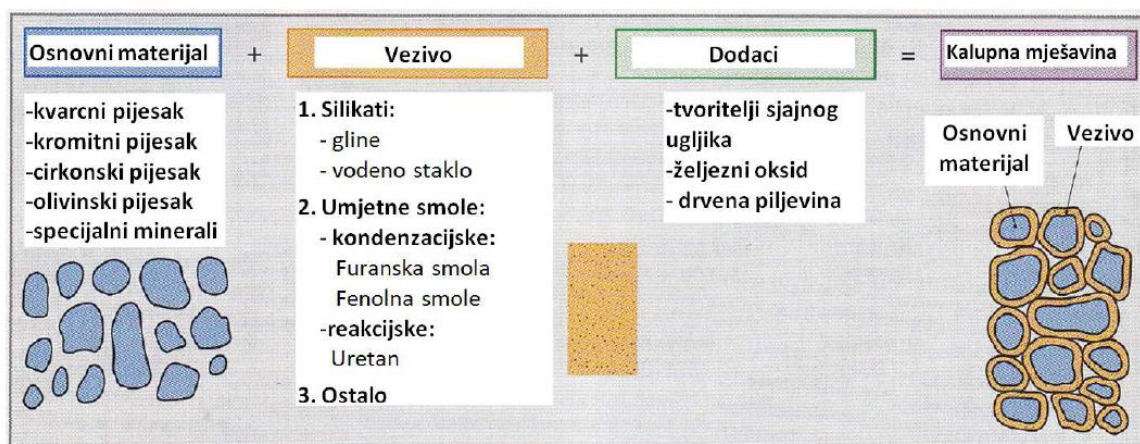 Osnovni materijal + Vezivo + Dodaci = Kalupna mješavina
-kvarcni pijesak
-kromitni pijesak
-cirkonski pijesak
-olivinski pijesak
-specijalni minerali
1. Silikati:
- gline
- vodeno staklo
2. Umjetne smole:
- kondenzacijske:
Furanska smola
Fenolna smole
-reakcijske:
Uretan
3. Ostalo
-tvoritelji sjajnog
ugljika
-željezni oksid
- drvena piljevina
Osnovni
materijal
Vezivo